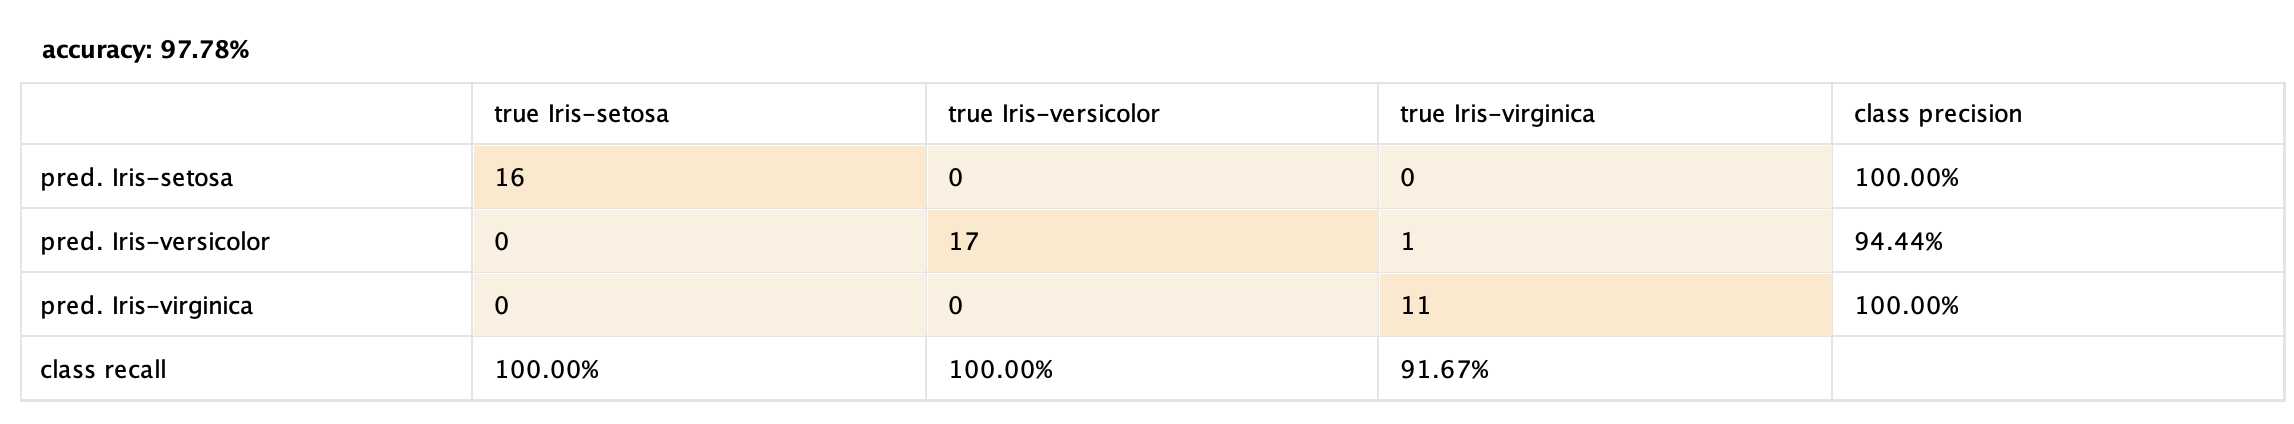 accuracy: 97.78%
true Iris-setosa true Iris-versicolor true Iris-virginica class precision
pred. Iris-setosa 16 0 0 100.00%
pred. Iris-versicolor 0 17 1 94.44%
pred. Iris-virginica 0 0 11 100.00%
class recall 100.00% 100.00% 91.67%